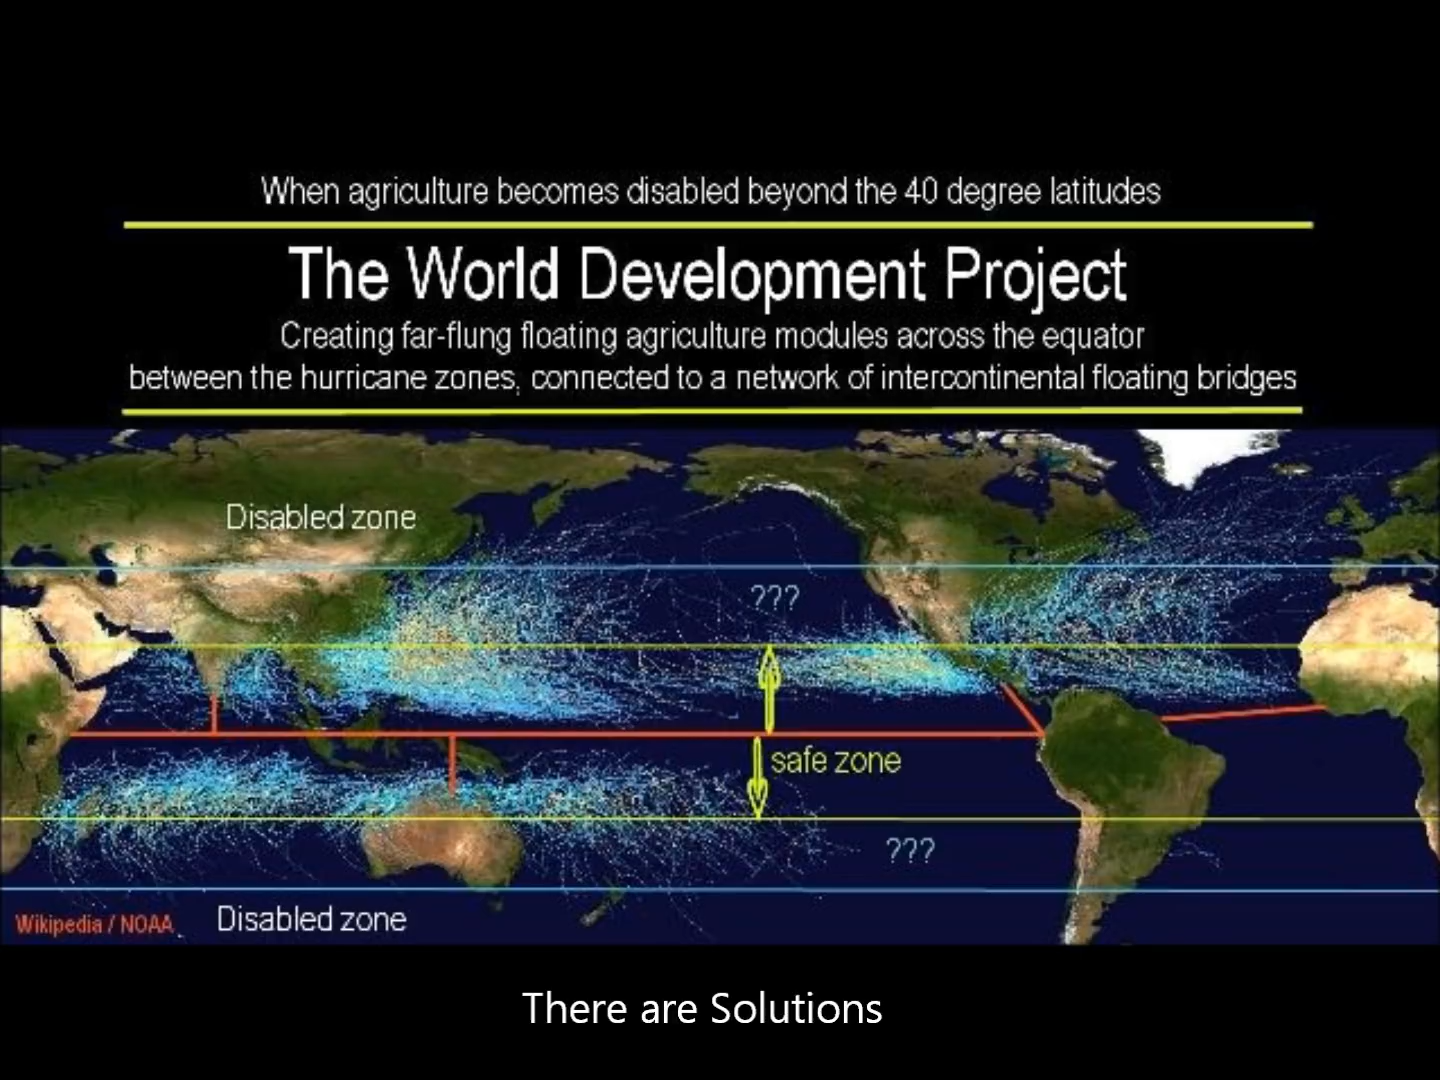 When agriculture becomes disabled beyond the 40 degree latitudes
The World Development Project
Creating far-flung floating agriculture modules across the equator
between the hurricane zones, connected to a network of intercontinental floating bridges
Disabled zone
???
safe zone
???
Wikipedia / NOAA
Disabled zone
There are Solutions